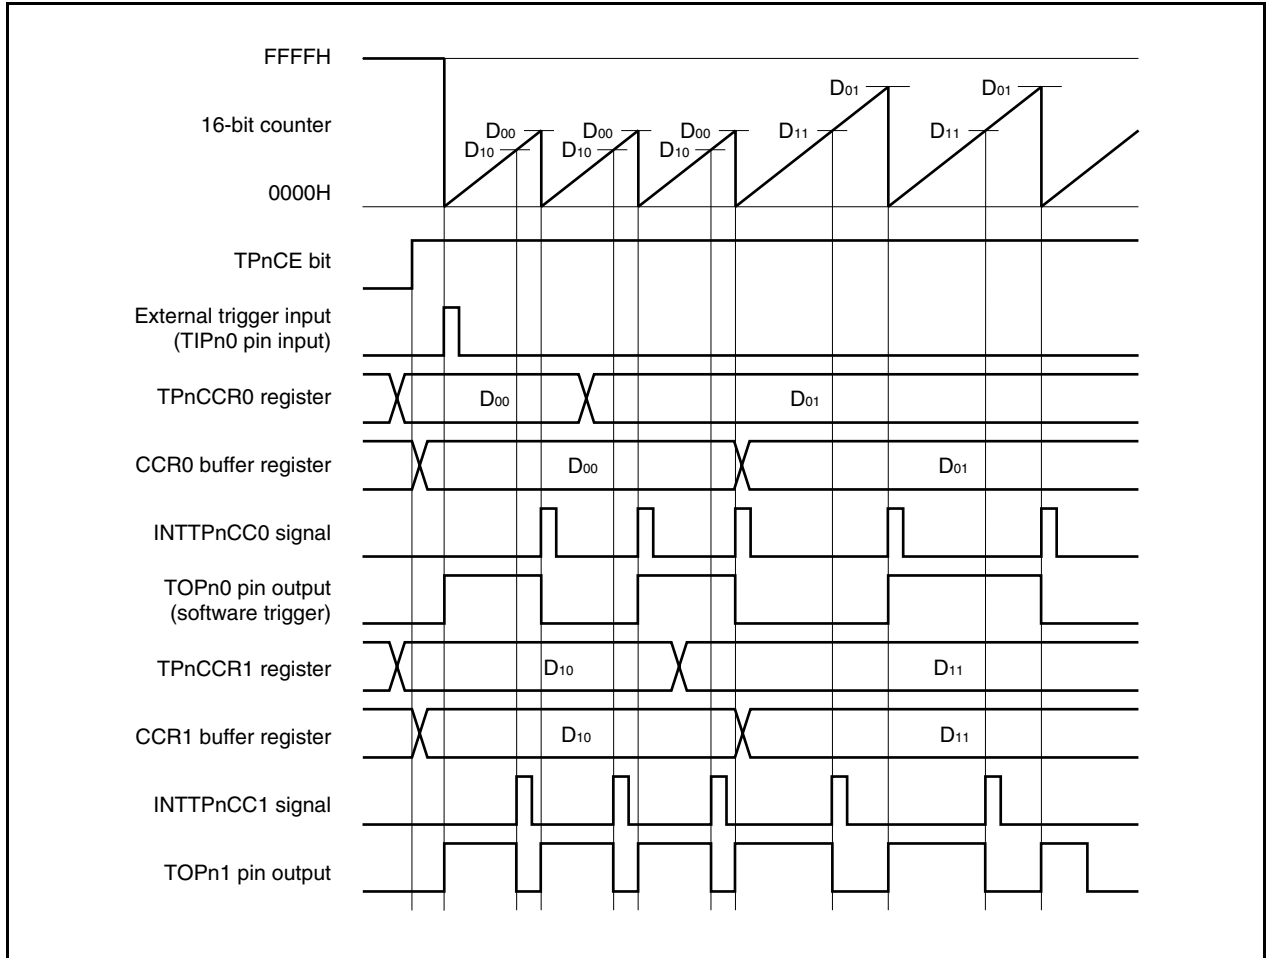 FFFFH
16-bit counter
0000H
D01
D01
D00
D00
D00
D11
D11
D10
D10
D10
TPnCE bit
External trigger input
(TIPn0 pin input)
TPnCCR0 register
D00
D01
CCR0 buffer register
D00
D01
INTTPnCC0 signal
TOPn0 pin output
(software trigger)
TPnCCR1 register
D10
D11
CCR1 buffer register
D10
D11
INTTPnCC1 signal
TOPn1 pin output